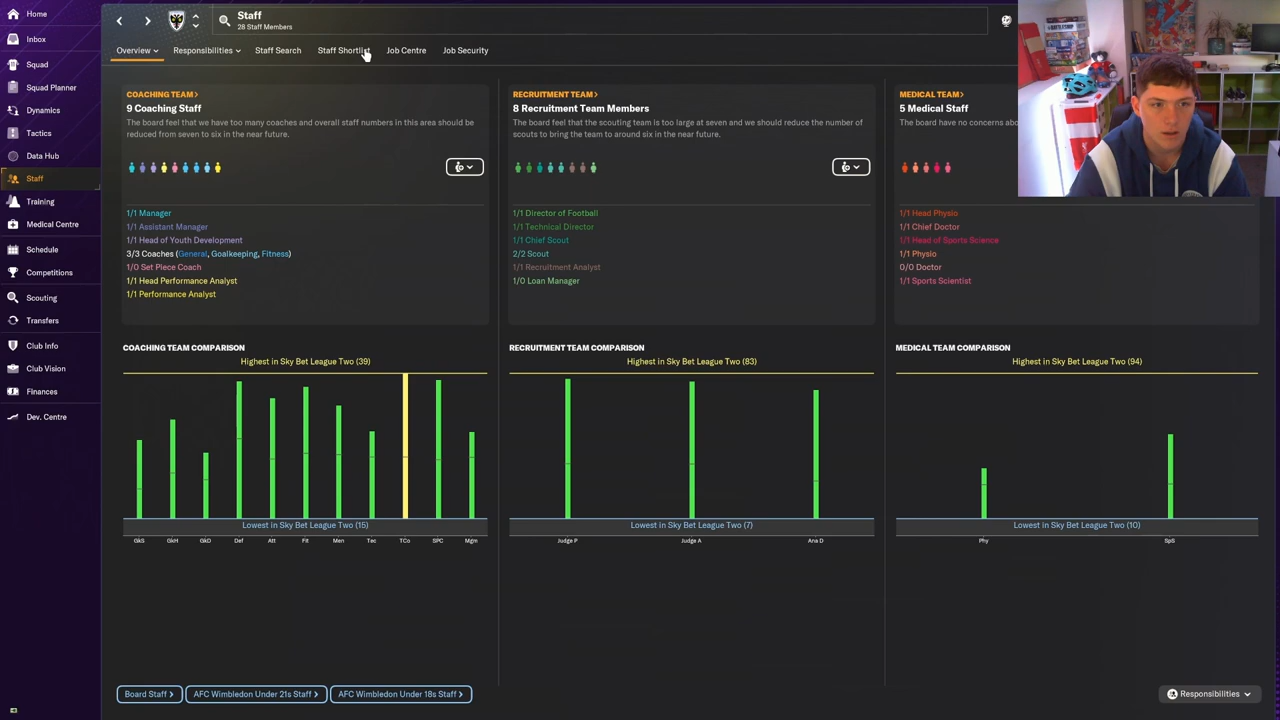 Home
Inbox
Squad
Squad Planner
Dynamics
Tactics
Data Hub
Staff
Training
Medical Centre
Schedule
Competitions
Scouting
Transfers
Club Info
Club Vision
Finances
Dev. Centre
Staff
28 Staff Members
Overview
Responsibilities
Staff Search
Staff Shortlist
Job Centre
Job Security
COACHING TEAM >
9 Coaching Staff
The board feel that we have too many coaches and overall staff numbers in this area should be
reduced from seven to six in the near future.
1/1 Manager
1/1 Assistant Manager
1/1 Head of Youth Development
3/3 Coaches (General, Goalkeeping, Fitness)
1/0 Set Piece Coach
1/1 Head Performance Analyst
1/1 Performance Analyst
RECRUITMENT TEAM >
8 Recruitment Team Members
The board feel that the scouting team is too large at seven and we should reduce the number of
scouts to bring the team to around six in the near future.
1/1 Director of Football
1/1 Technical Director
1/1 Chief Scout
2/2 Scout
1/1 Recruitment Analyst
1/0 Loan Manager
MEDICAL TEAM >
5 Medical Staff
The board have no concerns abo
1/1 Head Physio
1/1 Chief Doctor
1/1 Head of Sports Science
1/1 Physio
0/0 Doctor
1/1 Sports Scientist
COACHING TEAM COMPARISON
Highest in Sky Bet League Two (39)
Lowest in Sky Bet League Two (15)
GkS GkH GkD Def Att Fit Men Tec TCo SPC Mgm
RECRUITMENT TEAM COMPARISON
Highest in Sky Bet League Two (83)
Lowest in Sky Bet League Two (7)
Judge P Judge A Ana D
MEDICAL TEAM COMPARISON
Highest in Sky Bet League Two (94)
Lowest in Sky Bet League Two (10)
Phy SpS
Board Staff >
AFC Wimbledon Under 21s Staff >
AFC Wimbledon Under 18s Staff >
Responsibilities